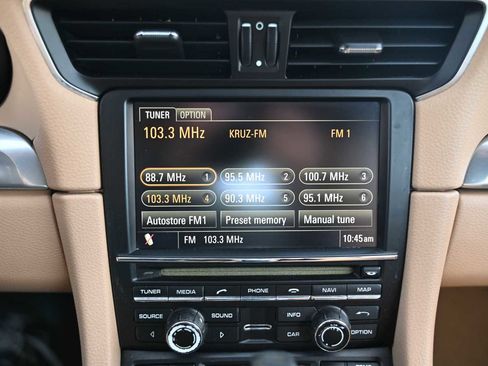 TUNER OPTION
103.3 MHz KRUZ-FM FM 1
88.7 MHz 1 95.5 MHz 2 100.7 MHz 3
103.3 MHz 4 90.3 MHz 5 95.1 MHz 6
Autostore FM1 Preset memory Manual tune
FM 103.3 MHz 10:45am
TUNER MEDIA PHONE NAVI MAP
SOURCE SOUND INFO
CAR OPTION